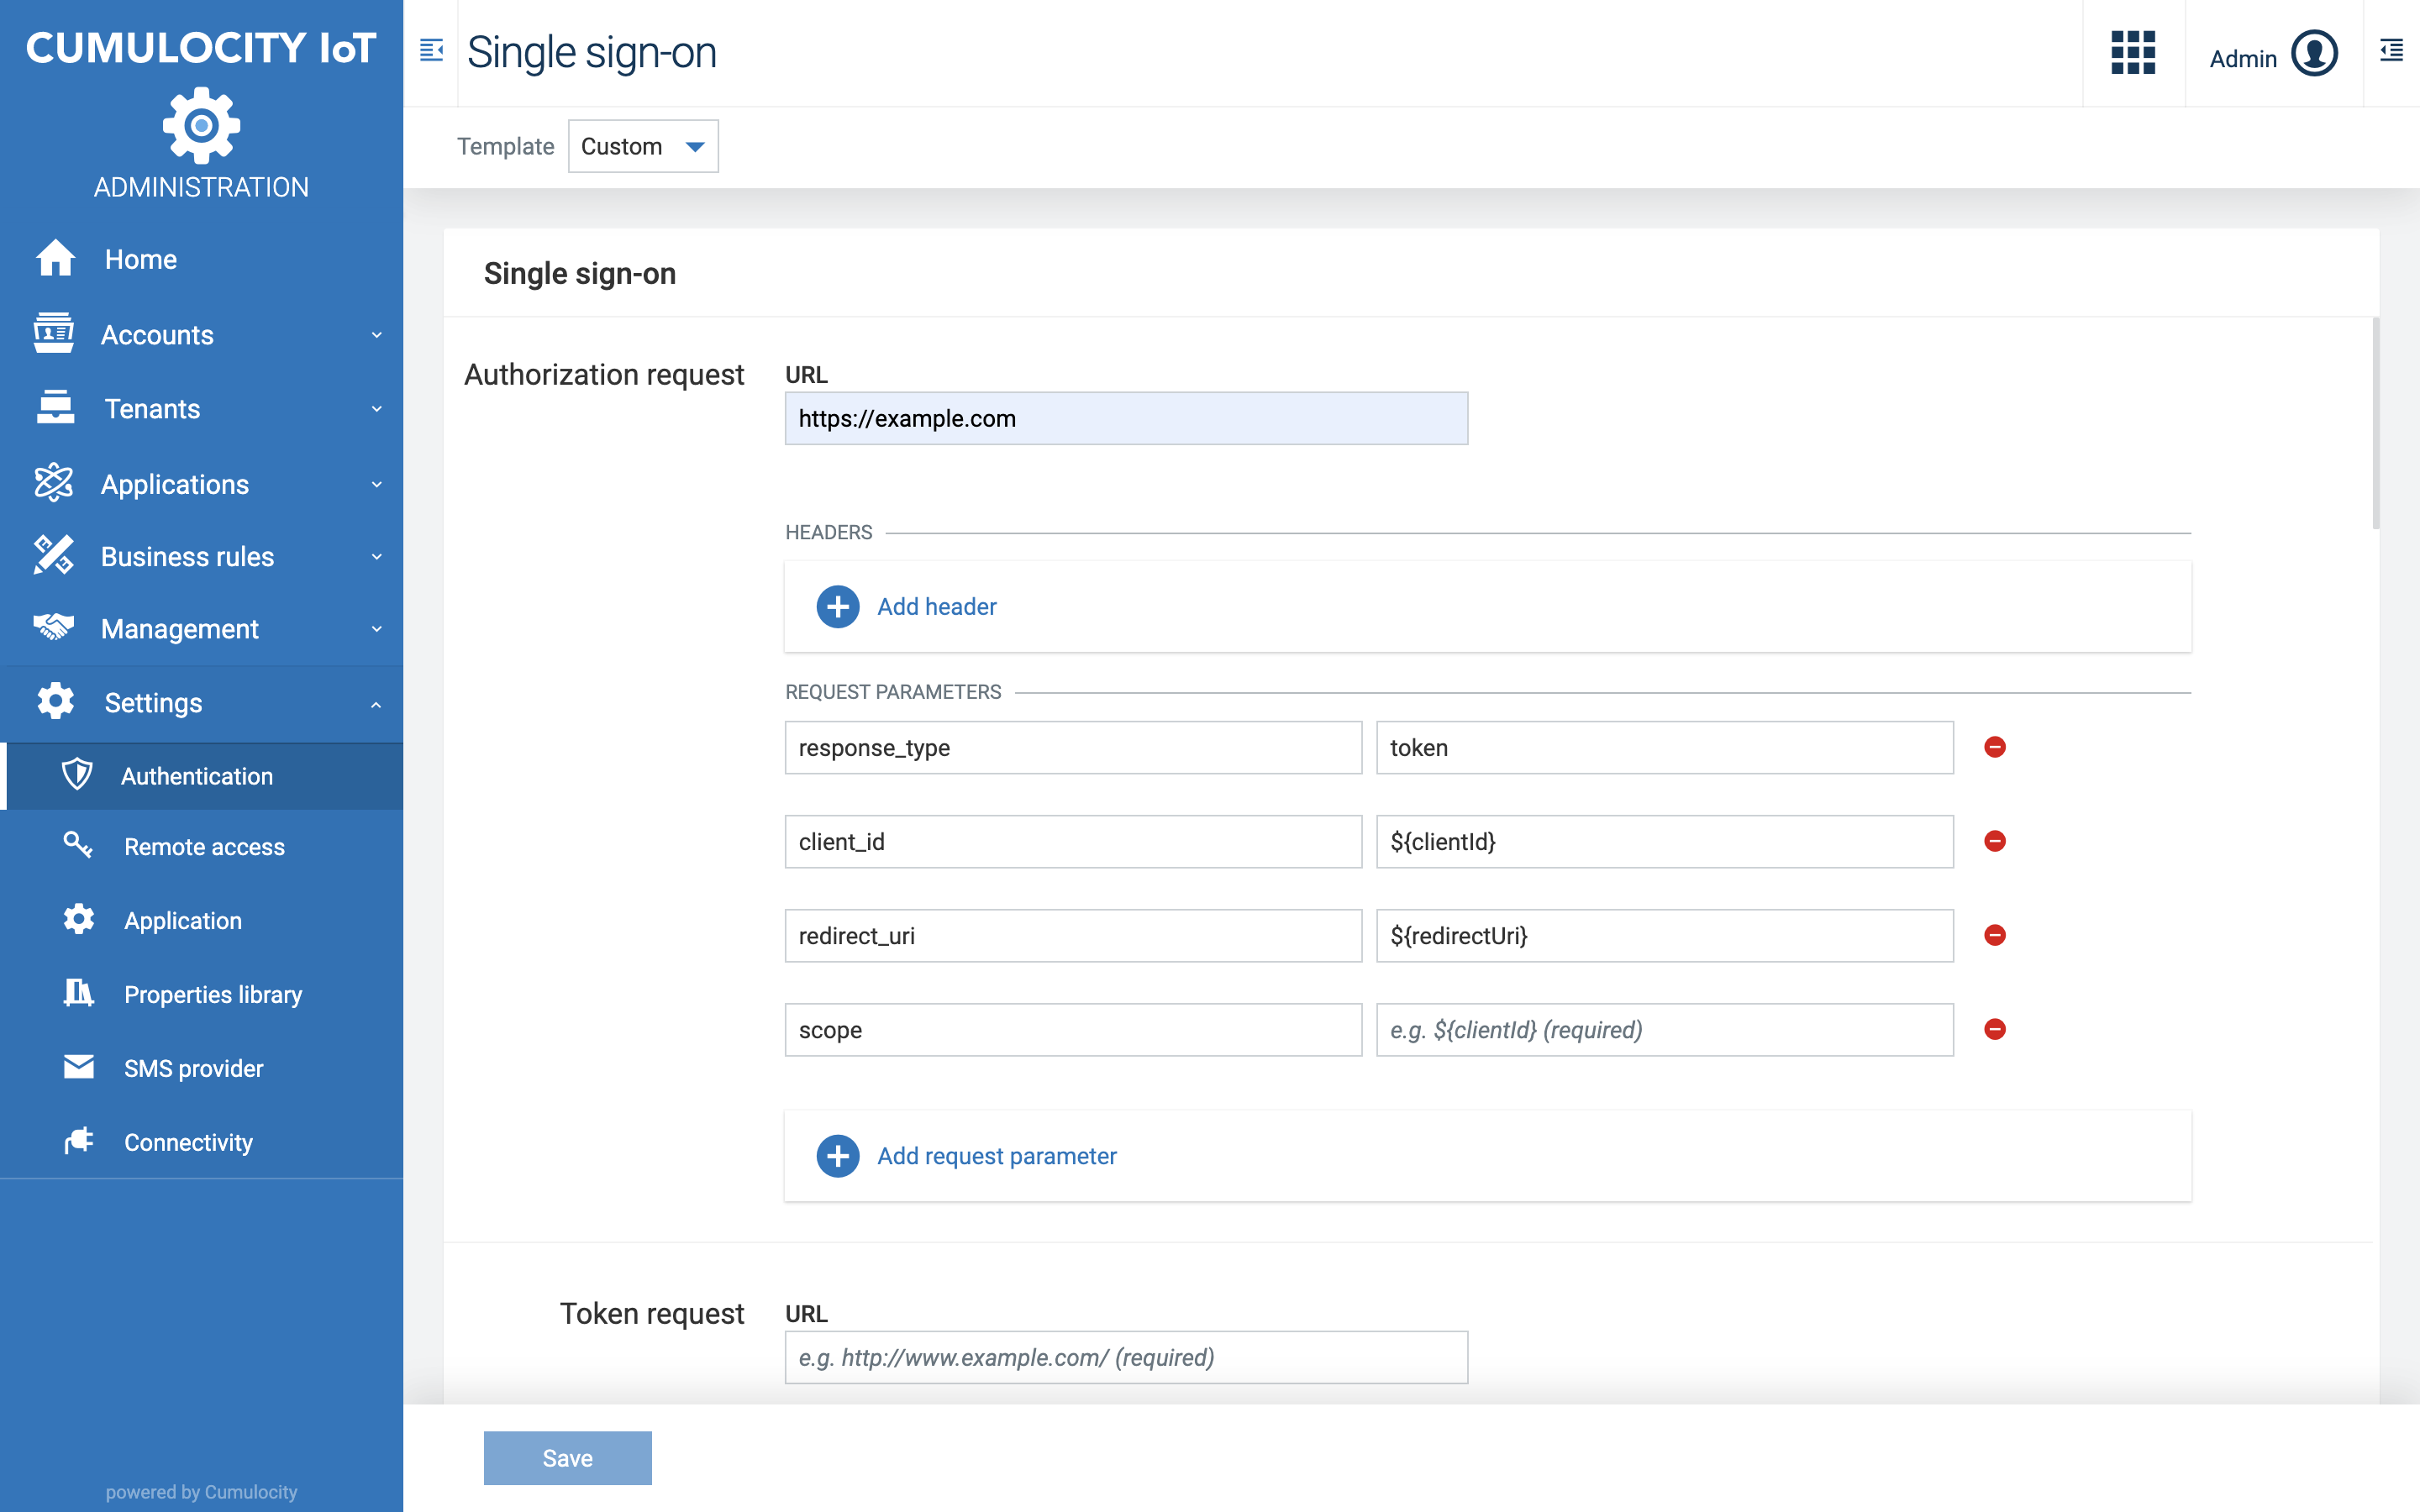 CUMULOCITY IoT
ADMINISTRATION
Home
Accounts
Tenants
Applications
Business rules
Management
Settings
Authentication
Remote access
Application
Properties library
SMS provider
Connectivity
powered by Cumulocity
Single sign-on
Admin
Template Custom
Single sign-on
Authorization request
URL
https://example.com
HEADERS
Add header
REQUEST PARAMETERS
response_type token
client_id ${clientId}
redirect_uri ${redirectUri}
scope e.g. ${clientId} (required)
Add request parameter
Token request
URL
e.g. http://www.example.com/ (required)
Save